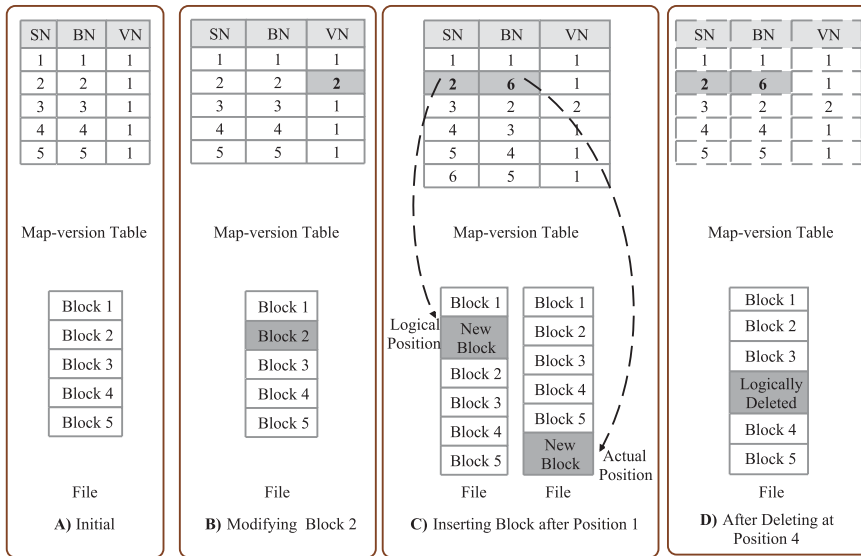 SN BN VN
1 1 1
2 2 1
3 3 1
4 4 1
5 5 1
Map-version Table
Block 1
Block 2
Block 3
Block 4
Block 5
File
A) Initial
SN BN VN
1 1 1
2 2 2
3 3 1
4 4 1
5 5 1
Map-version Table
Block 1
Block 2
Block 3
Block 4
Block 5
File
B) Modifying Block 2
SN BN VN
1 1 1
2 6 1
3 2 2
4 3 1
5 4 1
6 5 1
Map-version Table
Logical
Position
Block 1
New
Block
Block 2
Block 3
Block 4
Block 5
Block 1
Block 2
Block 3
Block 4
Block 5
New
Block
Actual
Position
File
C) Inserting Block after Position 1
SN BN VN
1 1 1
2 6 1
3 2 2
4 4 1
5 5 1
Map-version Table
Block 1
Block 2
Block 3
Logically
Deleted
Block 4
Block 5
File
D) After Deleting at
Position 4